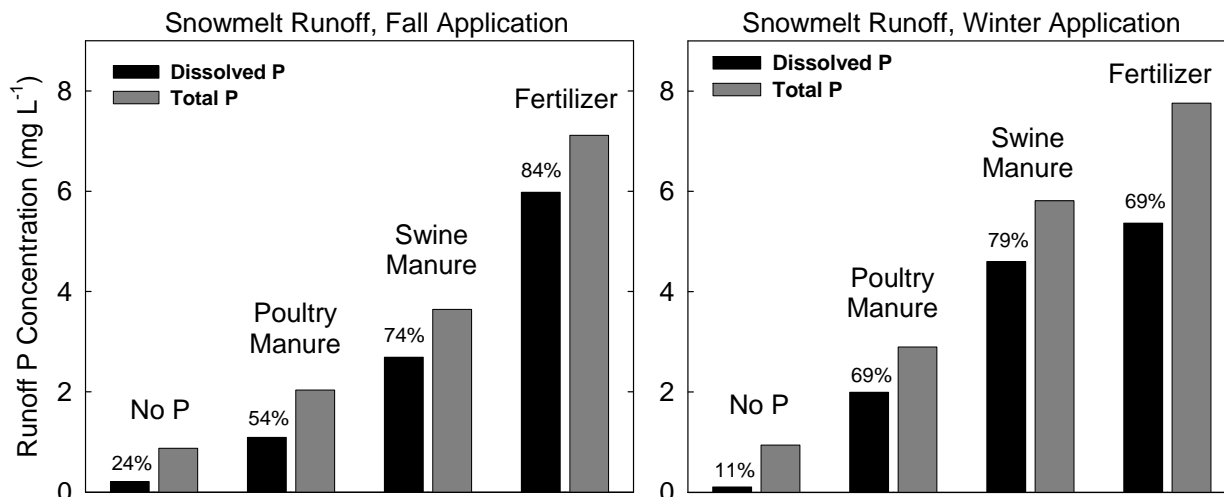 Snowmelt Runoff, Fall Application
Dissolved P
Total P
Runoff P Concentration (mg L⁻¹)
8
6
4
2
0
No P
24%
Poultry
Manure
54%
Swine
Manure
74%
Fertilizer
84%
Snowmelt Runoff, Winter Application
Dissolved P
Total P
8
6
4
2
0
No P
11%
Poultry
Manure
69%
Swine
Manure
79%
Fertilizer
69%